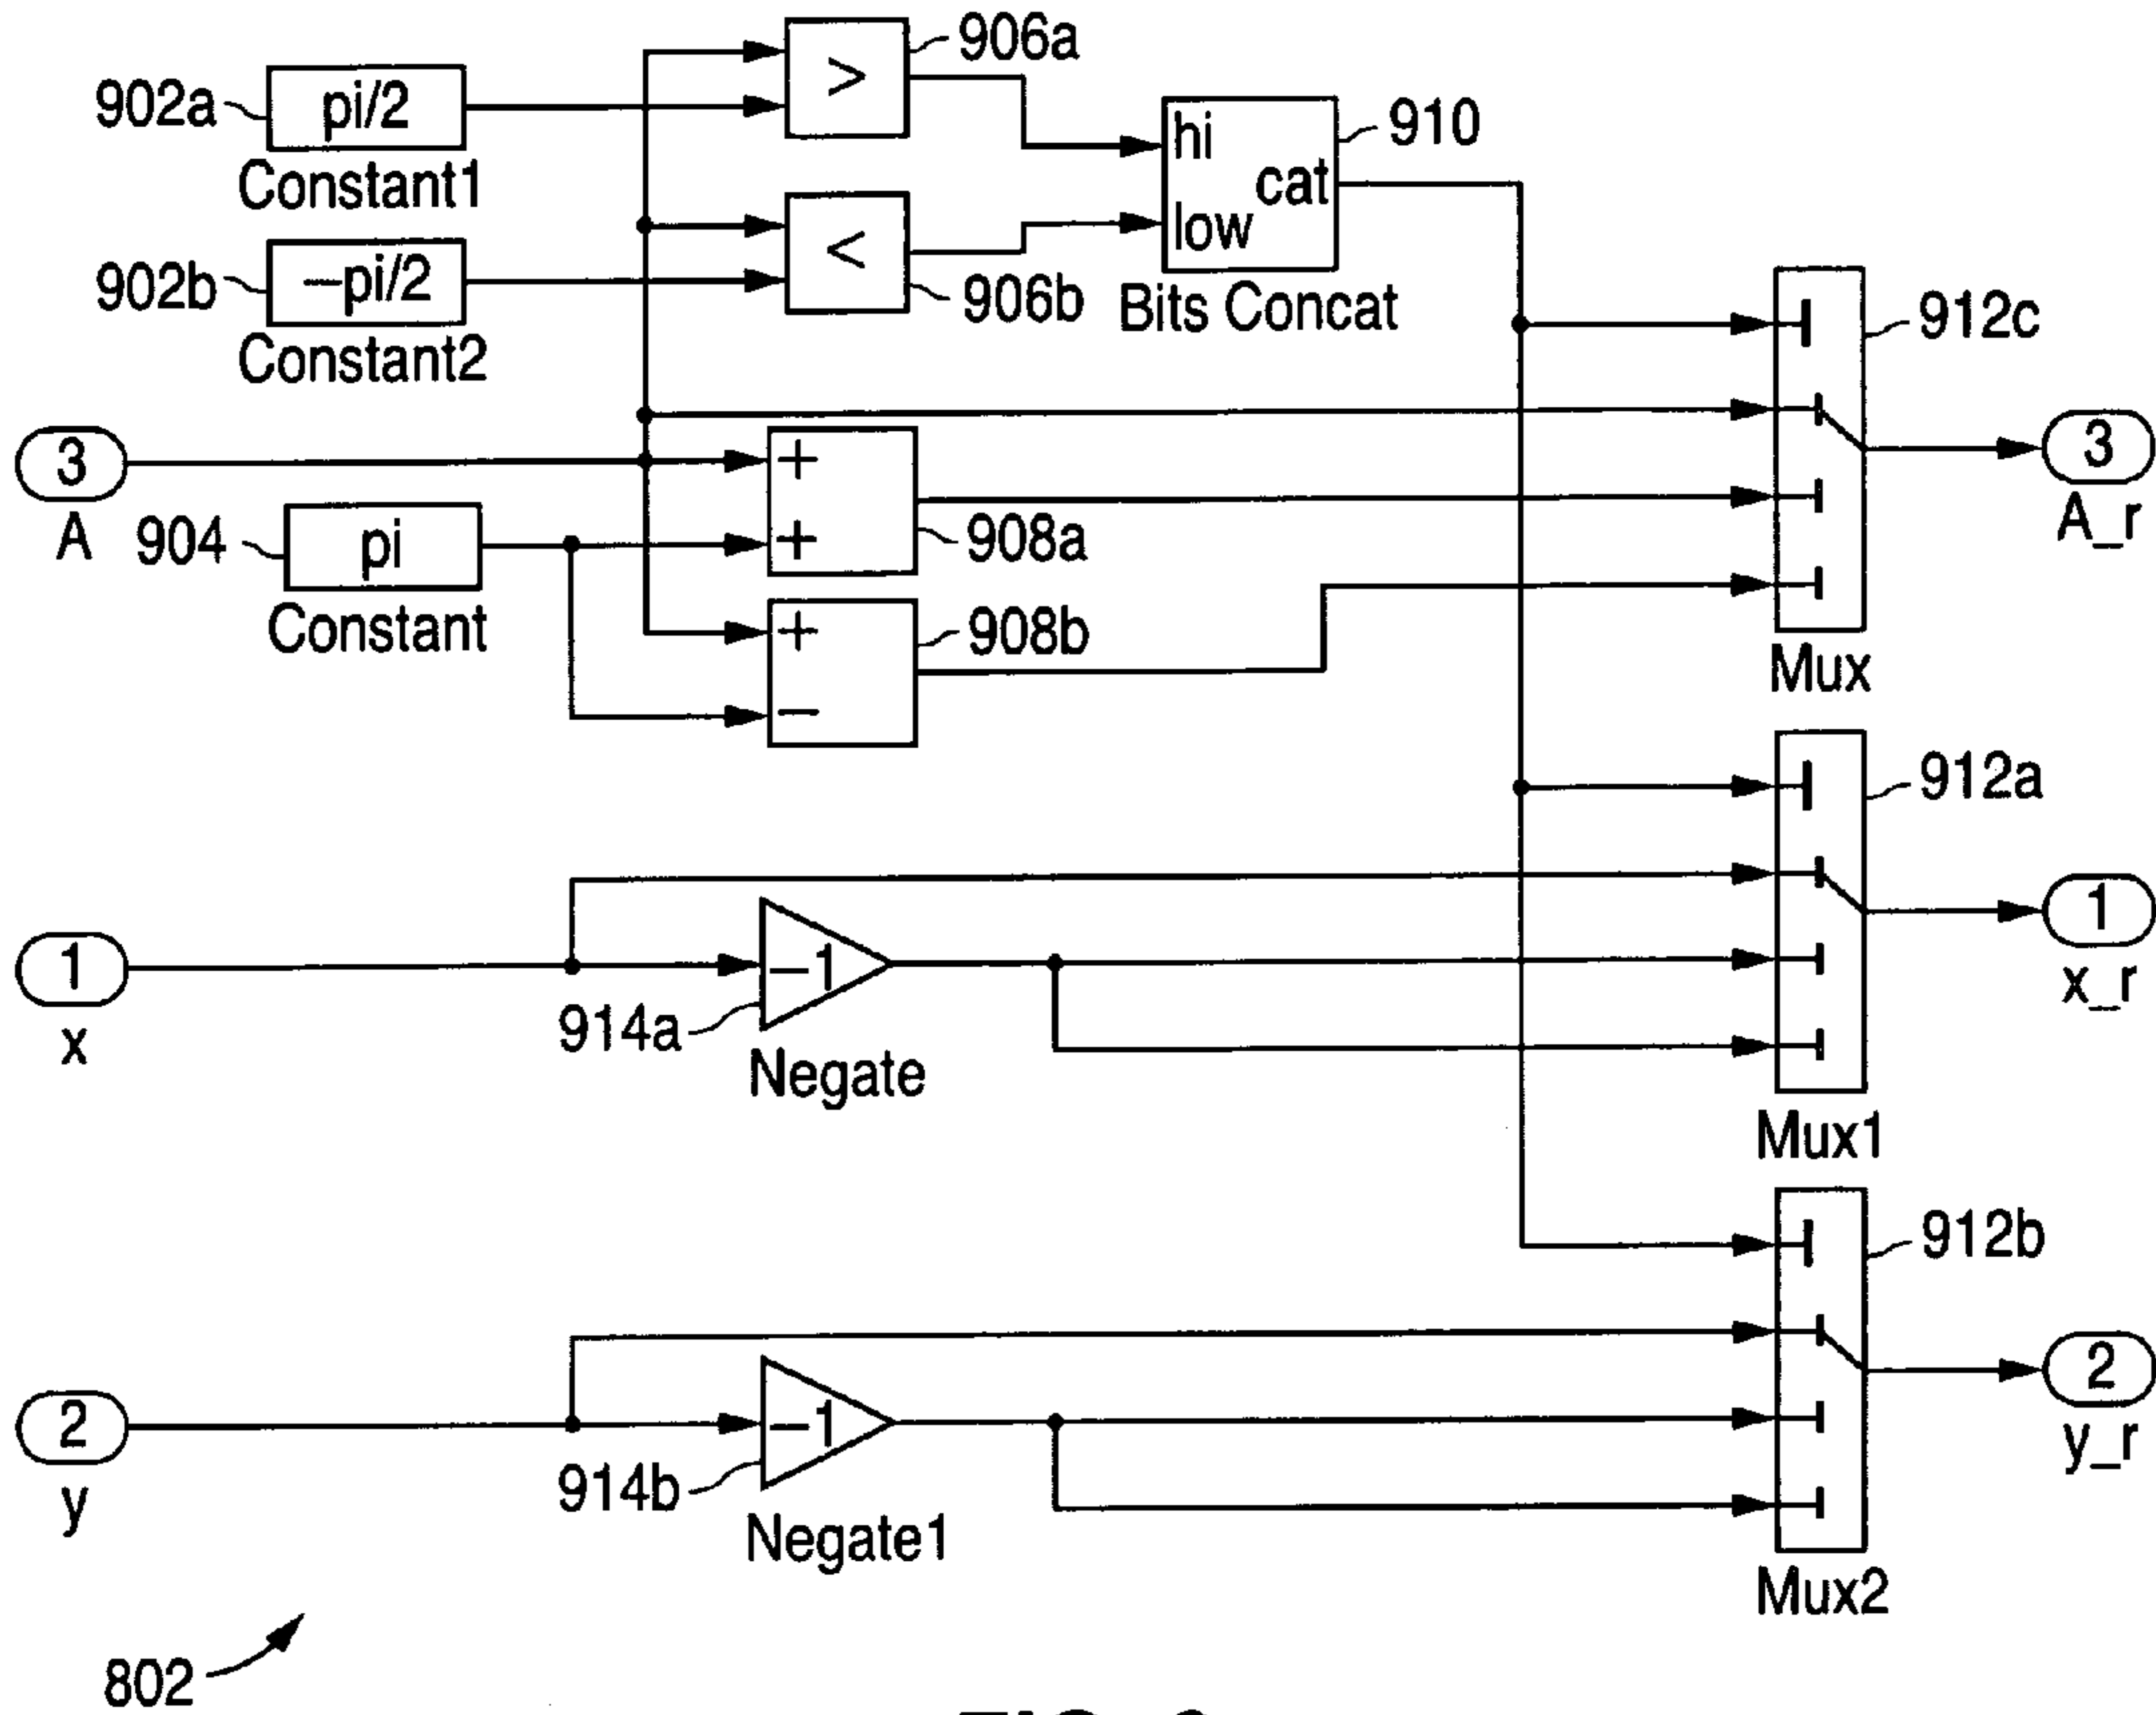 906a
902a
pi/2
>
910
hi
Constant1
cat
low
<
902b
−pi/2
906b
Bits Concat
912c
Constant2
3
+
3
A
904
pi
+
908a
A_r
Constant
+
908b
−
Mux
912a
1
1
−1
x
914a
x_r
Negate
Mux1
912b
2
2
−1
y
914b
y_r
Negate1
Mux2
802